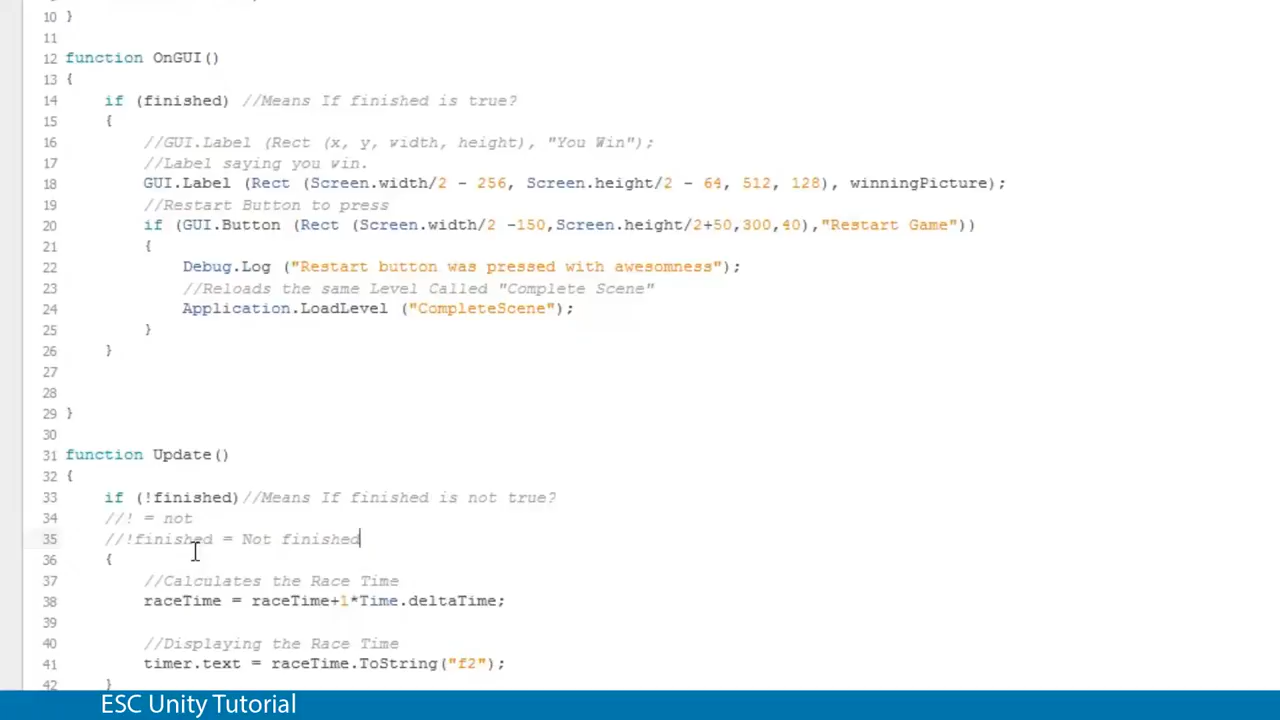 10 }
11
12 function OnGUI()
13 {
14 if (finished) //Means If finished is true?
15 {
16 //GUI.Label (Rect (x, y, width, height), "You Win");
17 //Label saying you win.
18 GUI.Label (Rect (Screen.width/2 - 256, Screen.height/2 - 64, 512, 128), winningPicture);
19 //Restart Button to press
20 if (GUI.Button (Rect (Screen.width/2 -150,Screen.height/2+50,300,40),"Restart Game"))
21 {
22 Debug.Log ("Restart button was pressed with awesomness");
23 //Reloads the same Level Called "Complete Scene"
24 Application.LoadLevel ("CompleteScene");
25 }
26 }
27
28
29 }
30
31 function Update()
32 {
33 if (!finished)//Means If finished is not true?
34 //! = not
35 //!finished = Not finished
36 {
37 //Calculates the Race Time
38 raceTime = raceTime+1*Time.deltaTime;
39
40 //Displaying the Race Time
41 timer.text = raceTime.ToString("f2");
42 }
ESC Unity Tutorial